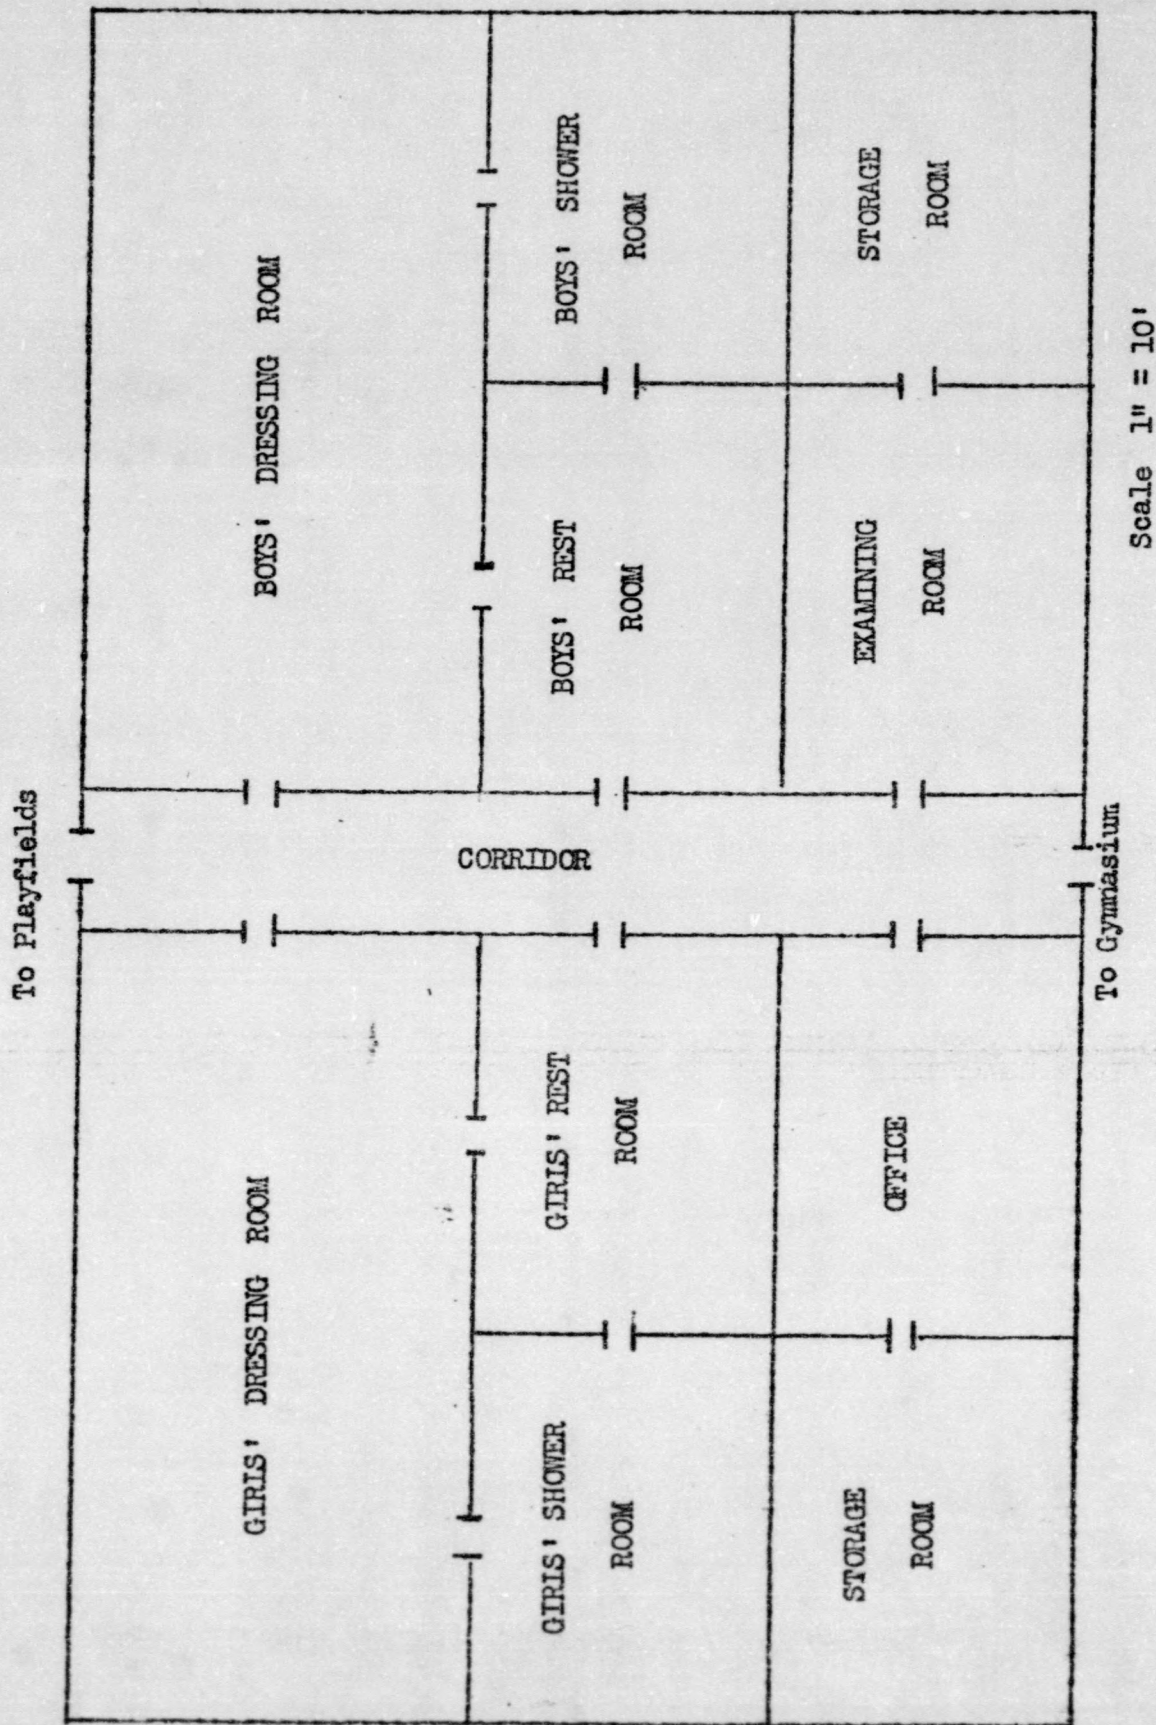 To Playfields
GIRLS' DRESSING ROOM
BOYS' DRESSING ROOM
CORRIDOR
GIRLS' SHOWER
ROOM
GIRLS' REST
ROOM
BOYS' REST
ROOM
BOYS' SHOWER
ROOM
STORAGE
ROOM
OFFICE
EXAMINING
ROOM
STORAGE
ROOM
To Gymnasium
Scale 1" = 10'